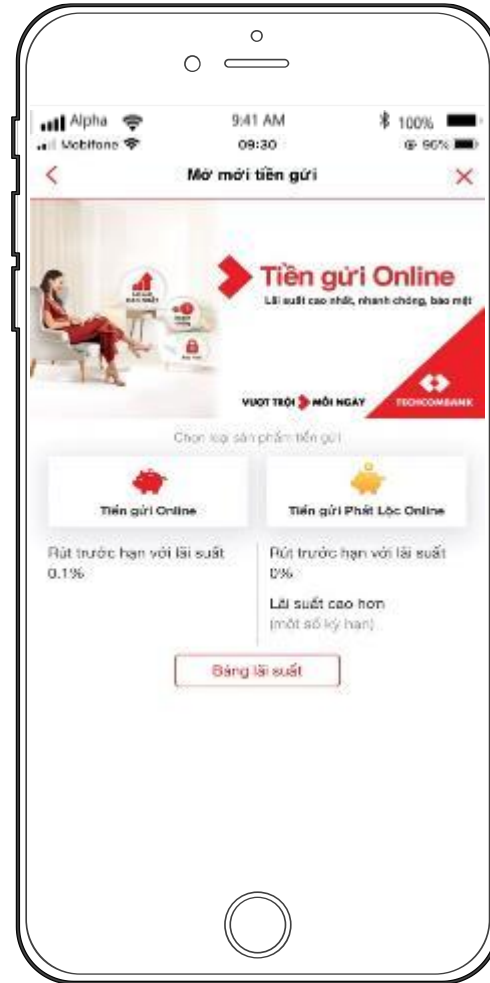 Alpha 9:41 AM 100%
Mobifone 09:30 96%
Mở mới tiền gửi
Tiền gửi Online
Lãi suất cao nhất, nhanh chóng, bảo mật
VƯỢT TRỘI MỖI NGÀY
TECHCOMBANK
Chọn loại sản phẩm tiền gửi
Tiền gửi Online
Tiền gửi Phát Lộc Online
Rút trước hạn với lãi suất
0.1%
Rút trước hạn với lãi suất
0%
Lãi suất cao hơn
(một số kỳ hạn)
Bảng lãi suất